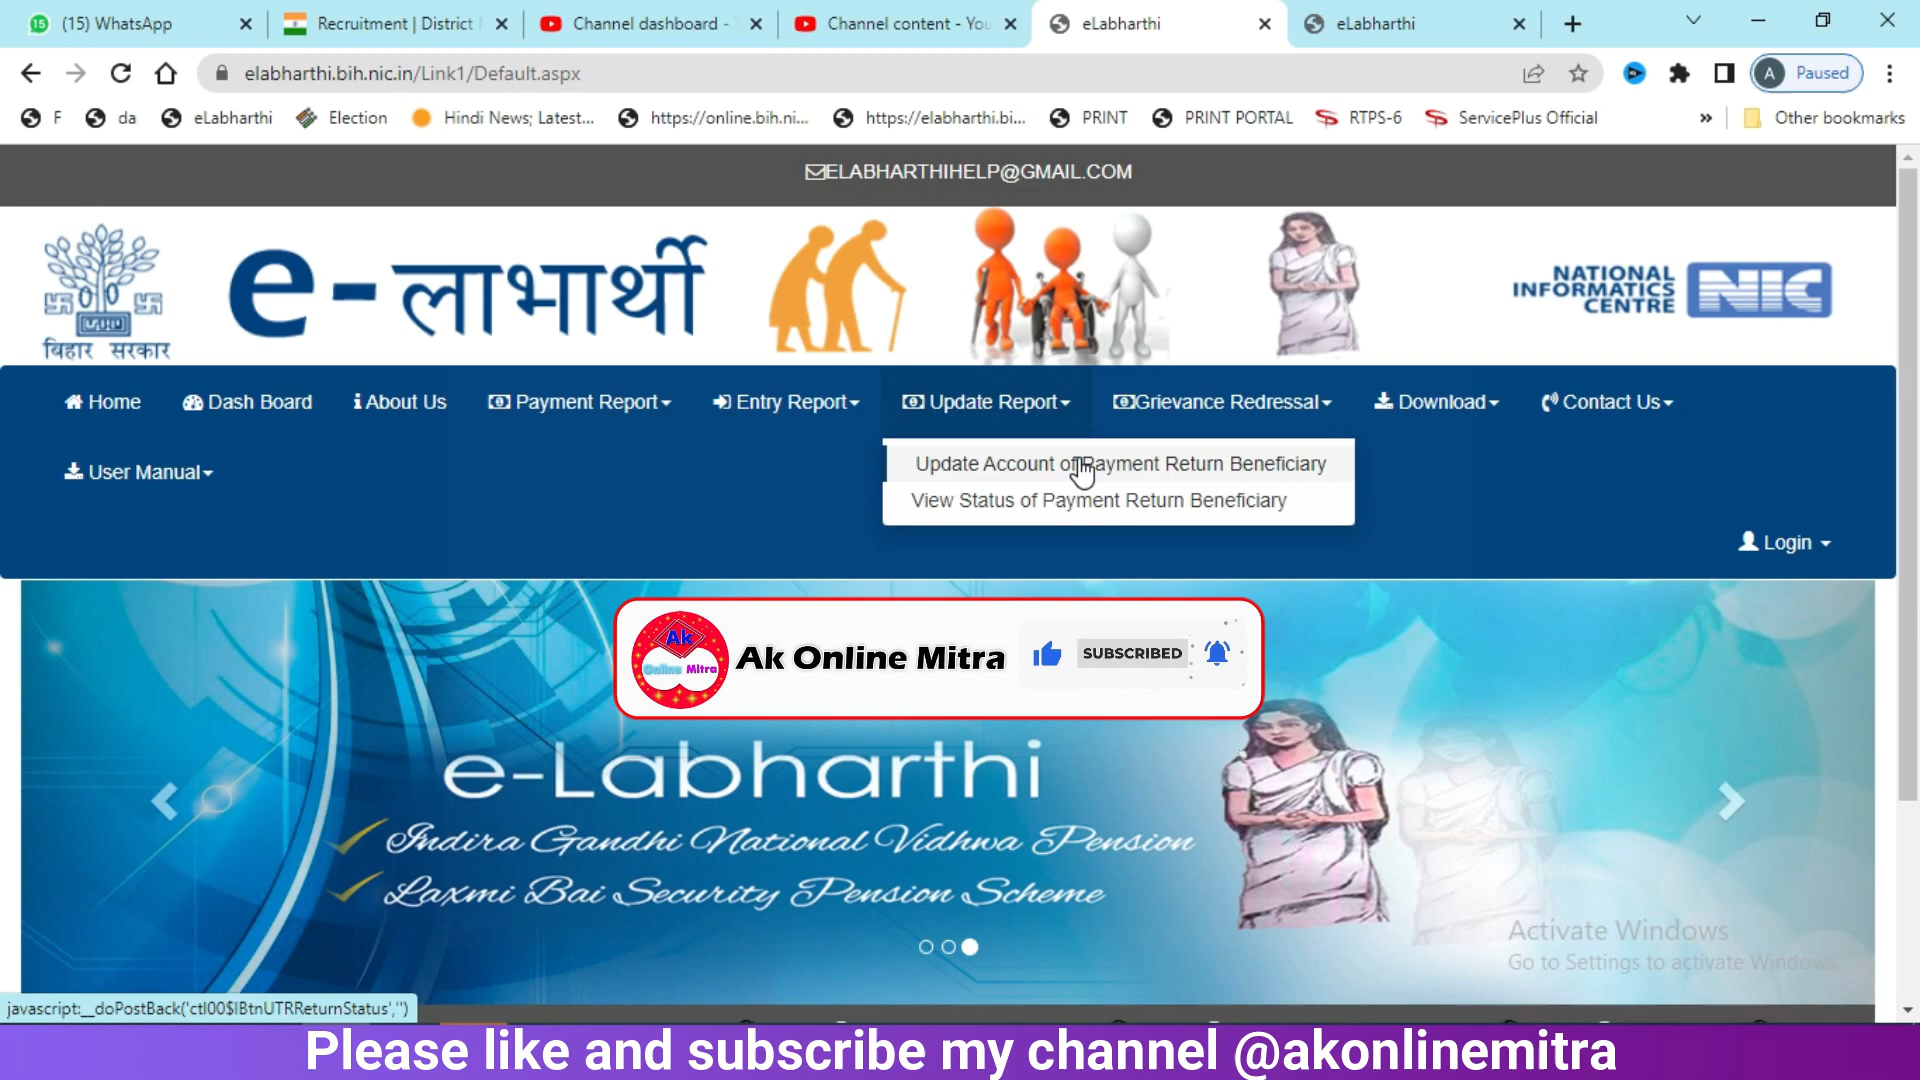 15 (15) WhatsApp
Recruitment | District
Channel dashboard -
Channel content - You
eLabharthi
eLabharthi
elabharthi.bih.nic.in/Link1/Default.aspx
A Paused
F
da
eLabharthi
Election
Hindi News; Latest...
https://online.bih.ni...
https://elabharthi.bi...
PRINT
PRINT PORTAL
RTPS-6
ServicePlus Official
»
Other bookmarks
ELABHARTHIHELP@GMAIL.COM
बिहार सरकार
e-लाभार्थी
NATIONAL
INFORMATICS
CENTRE
NIC
Home
Dash Board
About Us
Payment Report
Entry Report
Update Report
Grievance Redressal
Download
Contact Us
Update Account of Payment Return Beneficiary
View Status of Payment Return Beneficiary
User Manual
Login
Ak
Online Mitra
Ak Online Mitra
SUBSCRIBED
e-Labharthi
Indira Gandhi National Vidhwa Pension
Laxmi Bai Security Pension Scheme
Activate Windows
Go to Settings to activate Windows.
javascript:__doPostBack('ctl00$lBtnUTRReturnStatus','')
Please like and subscribe my channel @akonlinemitra